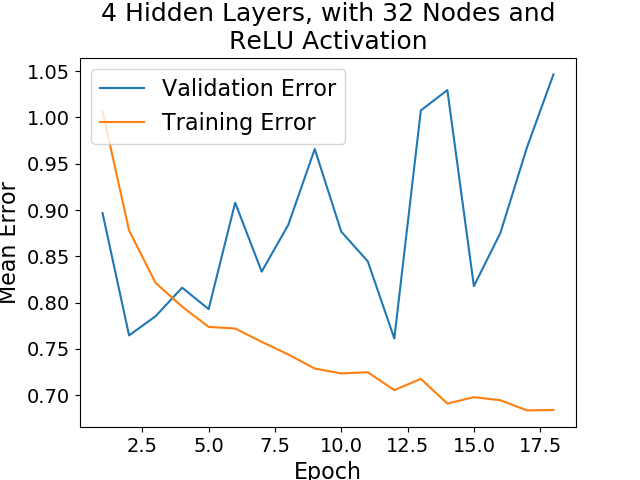 4 Hidden Layers, with 32 Nodes and
ReLU Activation
Validation Error
Training Error
Mean Error
1.05
1.00
0.95
0.90
0.85
0.80
0.75
0.70
2.5 5.0 7.5 10.0 12.5 15.0 17.5
Epoch